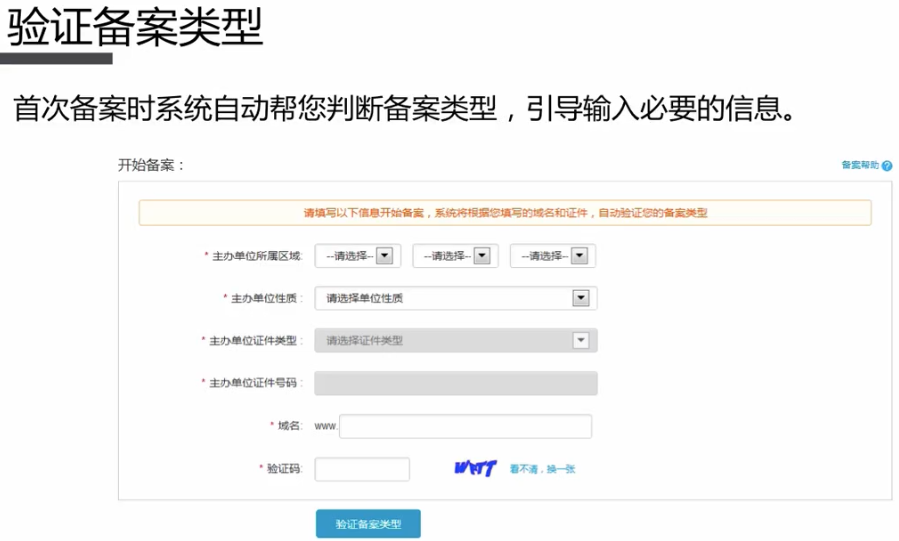 验证备案类型
首次备案时系统自动帮您判断备案类型，引导输入必要的信息。
开始备案：
备案帮助 ?
请填写以下信息开始备案，系统将根据您填写的域名和证件，自动验证您的备案类型
* 主办单位所属区域: --请选择-- --请选择-- --请选择--
* 主办单位性质： 请选择单位性质
* 主办单位证件类型： 请选择证件类型
* 主办单位证件号码：
* 域名: www.
* 验证码: 看不清，换一张
验证备案类型